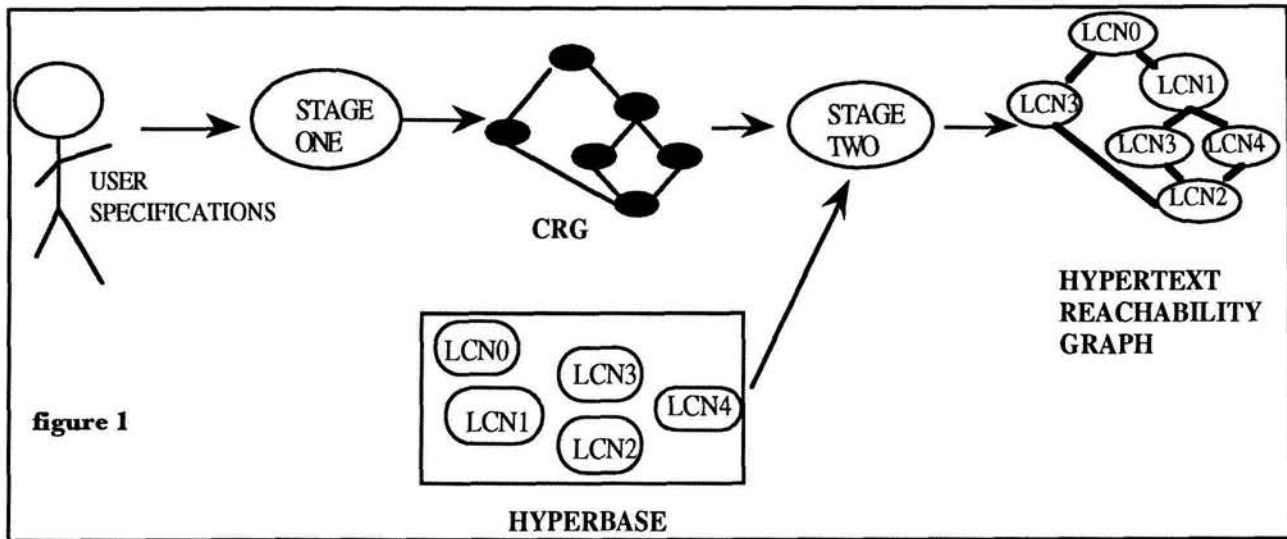 USER
SPECIFICATIONS
STAGE
ONE
CRG
STAGE
TWO
LCN0
LCN1
LCN3
LCN3
LCN4
LCN2
HYPERTEXT
REACHABILITY
GRAPH
LCN0
LCN3
LCN1
LCN4
LCN2
figure 1
HYPERBASE